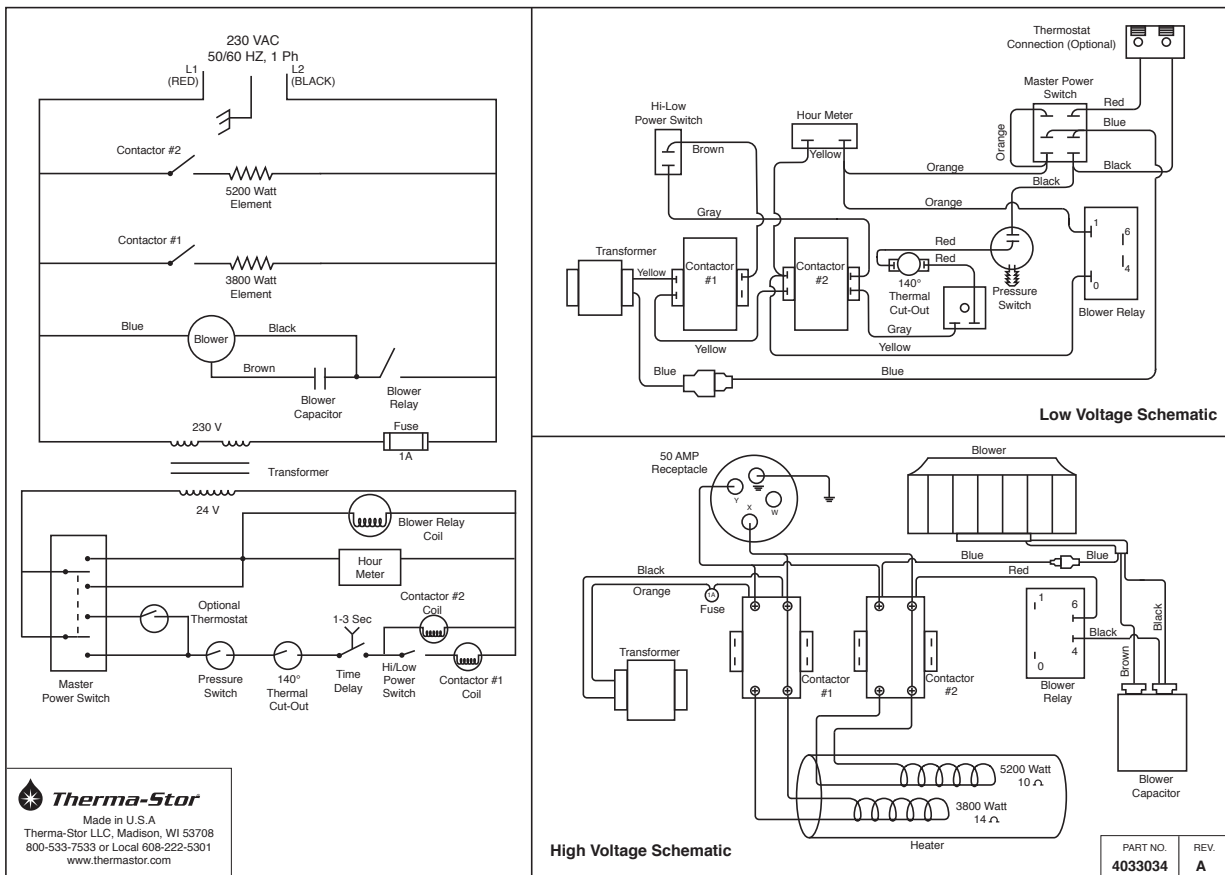 230 VAC
50/60 HZ, 1 Ph
L1
(RED)
L2
(BLACK)
Contactor #2
5200 Watt
Element
Contactor #1
3800 Watt
Element
Blue
Blower
Black
Brown
Blower
Capacitor
Blower
Relay
230 V
Fuse
1A
Transformer
24 V
Blower Relay
Coil
Hour
Meter
Optional
Thermostat
1-3 Sec
Contactor #2
Coil
Master
Power Switch
Pressure
Switch
140°
Thermal
Cut-Out
Time
Delay
Hi/Low
Power
Switch
Contactor #1
Coil
Therma-Stor
Made in U.S.A
Therma-Stor LLC, Madison, WI 53708
800-533-7533 or Local 608-222-5301
www.thermastor.com
Thermostat
Connection (Optional)
Master Power
Switch
Hi-Low
Power Switch
Hour Meter
Brown
Yellow
Orange
Red
Blue
Black
Orange
Black
Orange
Gray
Transformer
Yellow
Contactor
#1
Contactor
#2
Red
Red
140°
Thermal
Cut-Out
Pressure
Switch
1
6
4
0
Blower Relay
Gray
Yellow
Yellow
Blue
Blue
Low Voltage Schematic
50 AMP
Receptacle
Y
X
W
Blower
Blue
Blue
Black
Orange
1A
Fuse
Red
1
6
Black
4
0
Brown
Black
Transformer
Contactor
#1
Contactor
#2
Blower
Relay
5200 Watt
10 Ω
3800 Watt
14 Ω
Heater
Blower
Capacitor
High Voltage Schematic
PART NO.
4033034
REV.
A